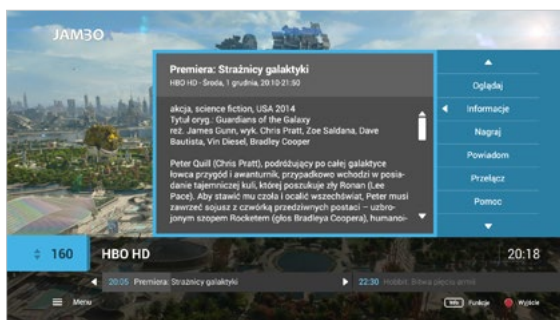 JAMBO
Premiera: Strażnicy galaktyki
HBO HD - Środa, 1 grudnia, 20:10-21:50
akcja, science fiction, USA 2014
Tytuł oryg.: Guardians of the Galaxy
reż. James Gunn, wyk. Chris Pratt, Zoe Saldana, Dave
Bautista, Vin Diesel, Bradley Cooper
Peter Quill (Chris Pratt), podróżujący po całej galaktyce
łowca przygód i awanturnik, przypadkowo wchodzi w posia-
danie tajemniczej kuli, której poszukuje zły Ronan (Lee
Pace). Aby stawić mu czoła i ocalić wszechświat, Peter musi
zawrzeć sojusz z czwórką przedziwnych postaci – uzbro-
jonym szopem Rocketem (głos Bradleya Coopera), humanoi-
Oglądaj
Informacje
Nagraj
Powiadom
Przełącz
Pomoc
160 HBO HD 20:18
20:05 Premiera: Strażnicy galaktyki 22:30 Hobbit: Bitwa pięciu armii
Menu Info Funkcje Wyjście